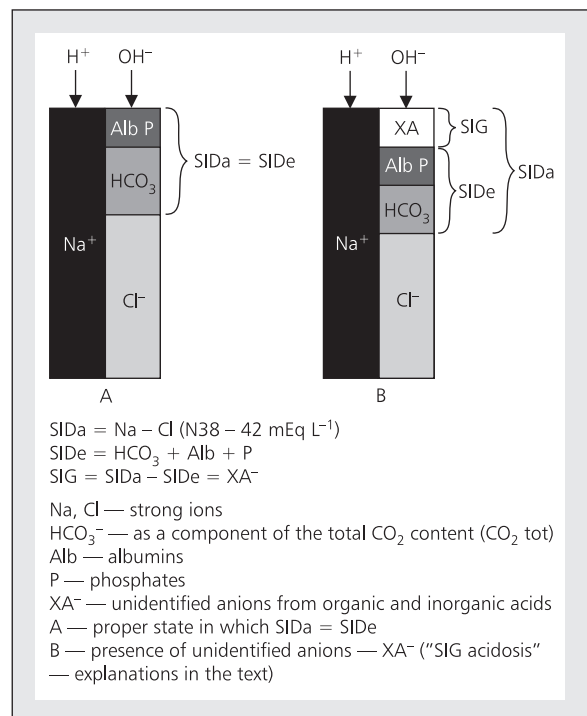 H⁺ OH⁻
Alb P
HCO₃
SIDa = SIDe
Na⁺
Cl⁻
A
H⁺ OH⁻
XA
SIG
Alb P
HCO₃
SIDe
SIDa
Na⁺
Cl⁻
B
SIDa = Na – Cl (N38 – 42 mEq L⁻¹)
SIDe = HCO₃ + Alb + P
SIG = SIDa – SIDe = XA⁻
Na, Cl — strong ions
HCO₃⁻ — as a component of the total CO₂ content (CO₂ tot)
Alb — albumins
P — phosphates
XA⁻ — unidentified anions from organic and inorganic acids
A — proper state in which SIDa = SIDe
B — presence of unidentified anions — XA⁻ ("SIG acidosis"
— explanations in the text)